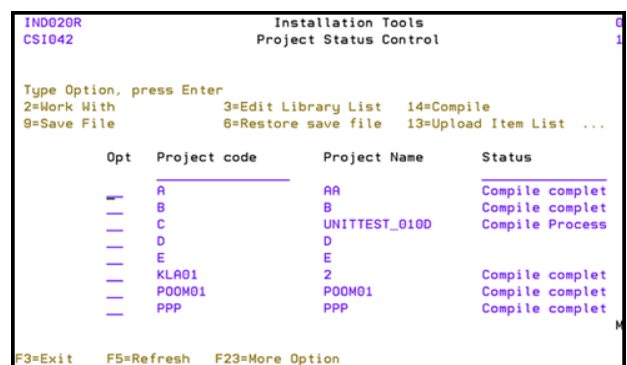 IND020R Installation Tools 0
CSI042 Project Status Control 1
Type Option, press Enter
2=Work With 3=Edit Library List 14=Compile
9=Save File 6=Restore save file 13=Upload Item List ...
Opt Project code Project Name Status
A AA Compile complet
B B Compile complet
C UNITTEST_010D Compile Process
D D
E E
KLA01 2 Compile complet
POOM01 POOM01 Compile complet
PPP PPP Compile complet
M
F3=Exit F5=Refresh F23=More Option